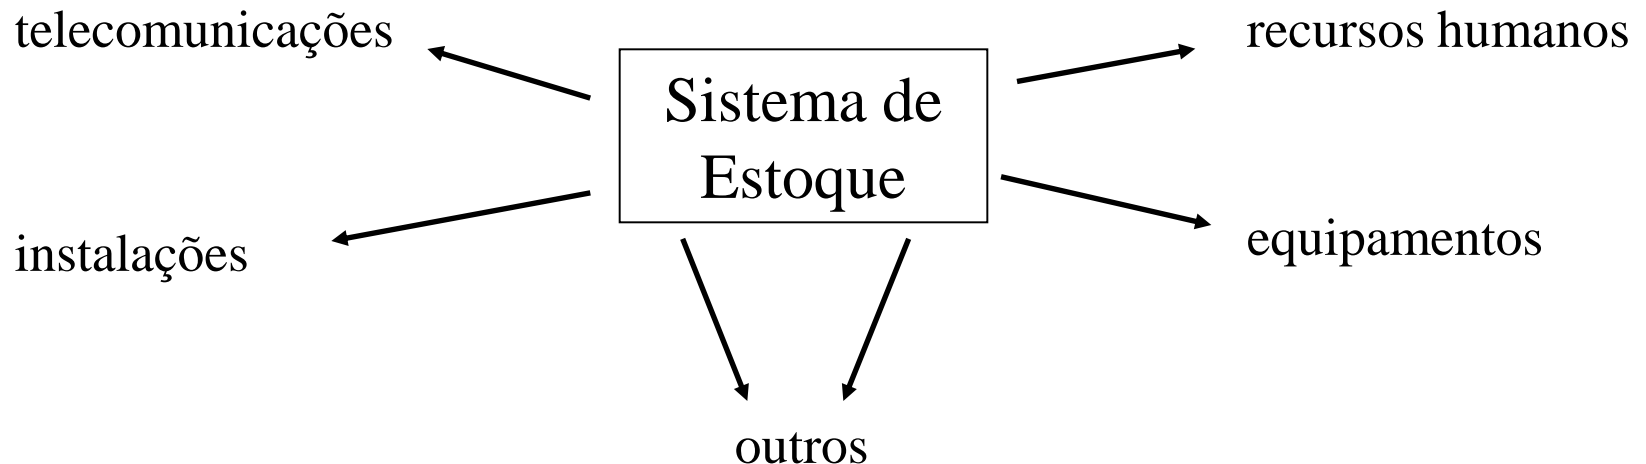 telecomunicações
recursos humanos
Sistema de
Estoque
instalações
equipamentos
outros